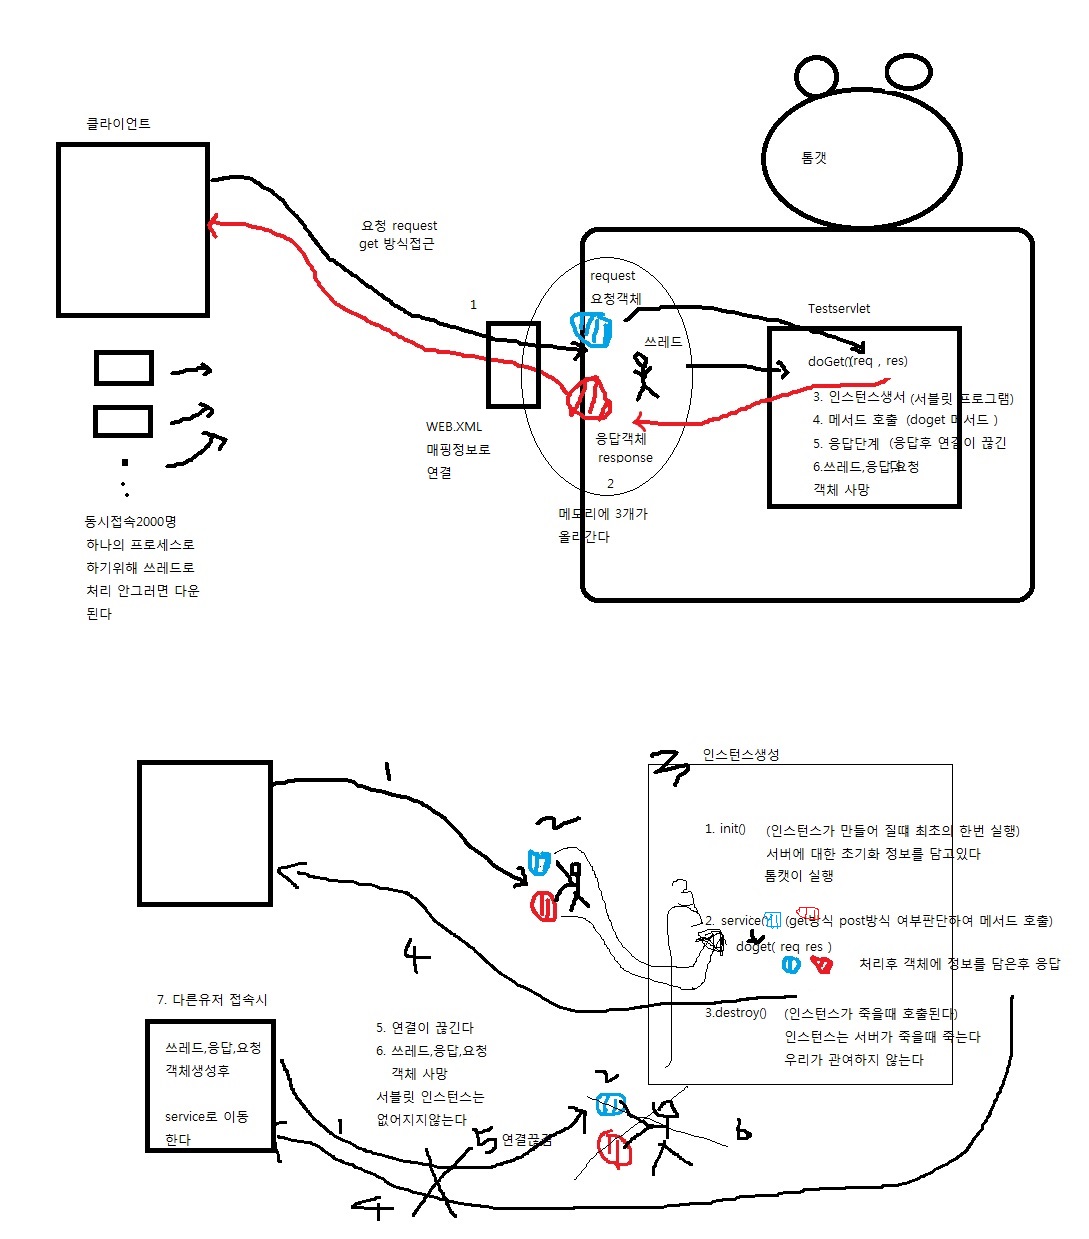 클라이언트
톰갯
요청 request
get 방식접근
1
WEB.XML
매핑정보로
연결
request
요청객체
쓰레드
응답객체
response
2
메모리에 3개가
올라간다
Testservlet
doGet((req , res)
3. 인스턴스생서 (서블릿 프로그램)
4. 메서드 호출 (doget 메서드 )
5. 응답단계 (응답후 연결이 끊긴
6.쓰레드,응답,요청
객체 사망
동시접속2000명
하나의 프로세스로
하기위해 쓰레드로
처리 안그러면 다운
된다
1
2
4
3
인스턴스생성
1. init() (인스턴스가 만들어 질떄 최초의 한번 실행)
서버에 대한 초기화 정보를 담고있다
톰캣이 실행
2. service() (get방식 post방식 여부판단하여 메서드 호출)
doget( req res )
처리후 객체에 정보를 담은후 응답
3.destroy() (인스턴스가 죽을때 호출된다)
인스턴스는 서버가 죽을때 죽는다
우리가 관여하지 않는다
7. 다른유저 접속시
쓰레드,응답,요청
객체생성후
service로 이동
한다
5. 연결이 끊긴다
6. 쓰레드,응답,요청
객체 사망
서블릿 인스턴스는
없어지지않는다
1
2
5 연결끊김
6
4